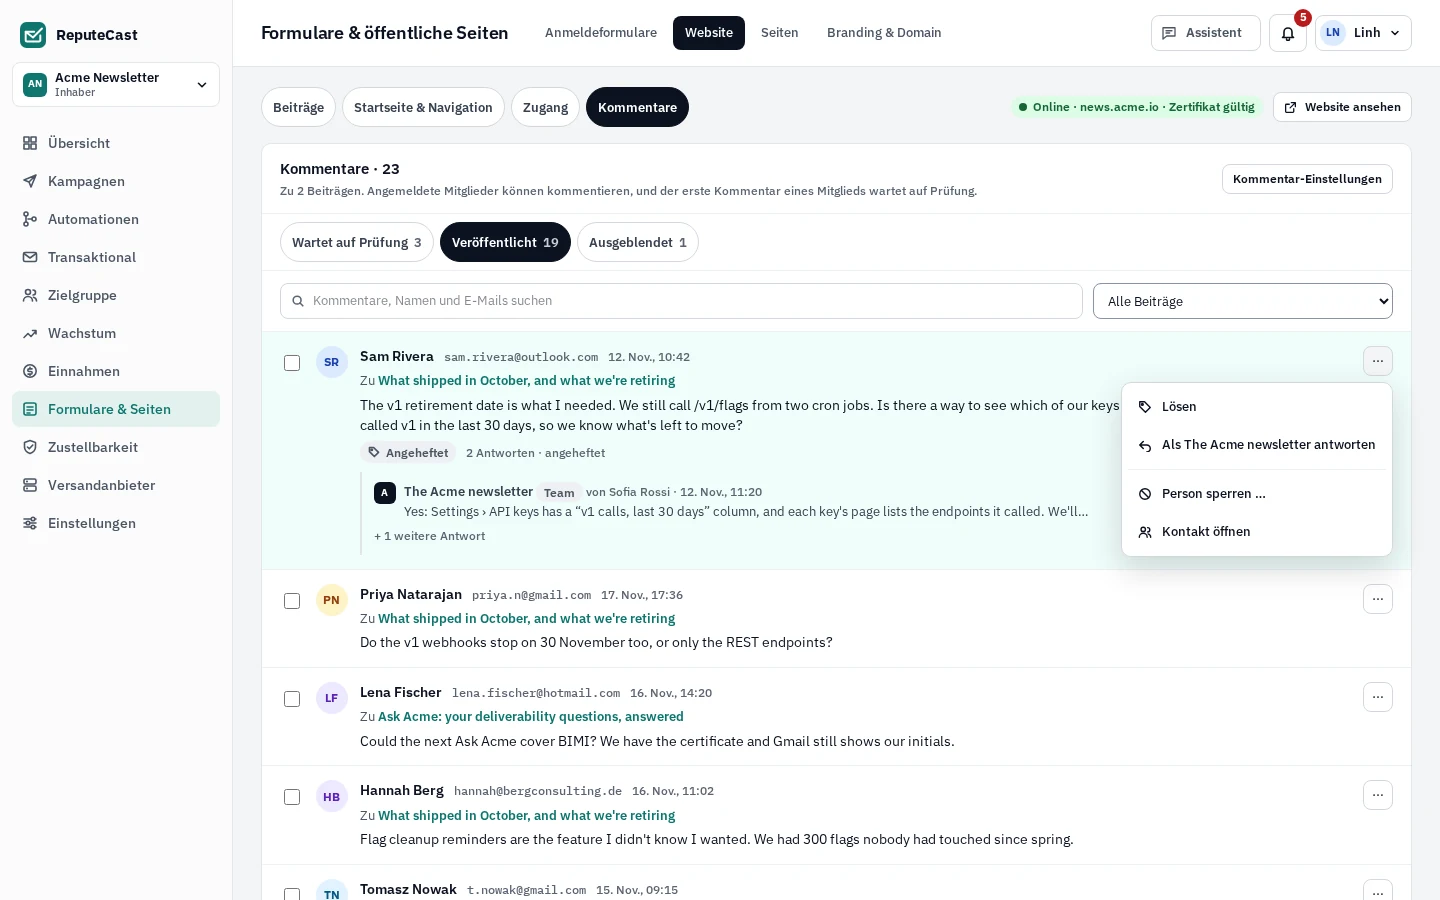 ReputeCast
AN
Acme Newsletter
Inhaber
Übersicht
Kampagnen
Automationen
Transaktional
Zielgruppe
Wachstum
Einnahmen
Formulare & Seiten
Zustellbarkeit
Versandanbieter
Einstellungen
Formulare & öffentliche Seiten
Anmeldeformulare
Website
Seiten
Branding & Domain
Assistent
5
LN
Linh
Beiträge
Startseite & Navigation
Zugang
Kommentare
Online · news.acme.io · Zertifikat gültig
Website ansehen
Kommentare · 23
Zu 2 Beiträgen. Angemeldete Mitglieder können kommentieren, und der erste Kommentar eines Mitglieds wartet auf Prüfung.
Kommentar-Einstellungen
Wartet auf Prüfung 3
Veröffentlicht 19
Ausgeblendet 1
Kommentare, Namen und E-Mails suchen
Alle Beiträge
SR
Sam Rivera sam.rivera@outlook.com 12. Nov., 10:42
Zu What shipped in October, and what we're retiring
The v1 retirement date is what I needed. We still call /v1/flags from two cron jobs. Is there a way to see which of our keys
called v1 in the last 30 days, so we know what's left to move?
Angeheftet
2 Antworten · angeheftet
A
The Acme newsletter Team von Sofia Rossi · 12. Nov., 11:20
Yes: Settings › API keys has a “v1 calls, last 30 days” column, and each key's page lists the endpoints it called. We'll…
+ 1 weitere Antwort
Lösen
Als The Acme newsletter antworten
Person sperren …
Kontakt öffnen
PN
Priya Natarajan priya.n@gmail.com 17. Nov., 17:36
Zu What shipped in October, and what we're retiring
Do the v1 webhooks stop on 30 November too, or only the REST endpoints?
LF
Lena Fischer lena.fischer@hotmail.com 16. Nov., 14:20
Zu Ask Acme: your deliverability questions, answered
Could the next Ask Acme cover BIMI? We have the certificate and Gmail still shows our initials.
HB
Hannah Berg hannah@bergconsulting.de 16. Nov., 11:02
Zu What shipped in October, and what we're retiring
Flag cleanup reminders are the feature I didn't know I wanted. We had 300 flags nobody had touched since spring.
TN
Tomasz Nowak t.nowak@gmail.com 15. Nov., 09:15